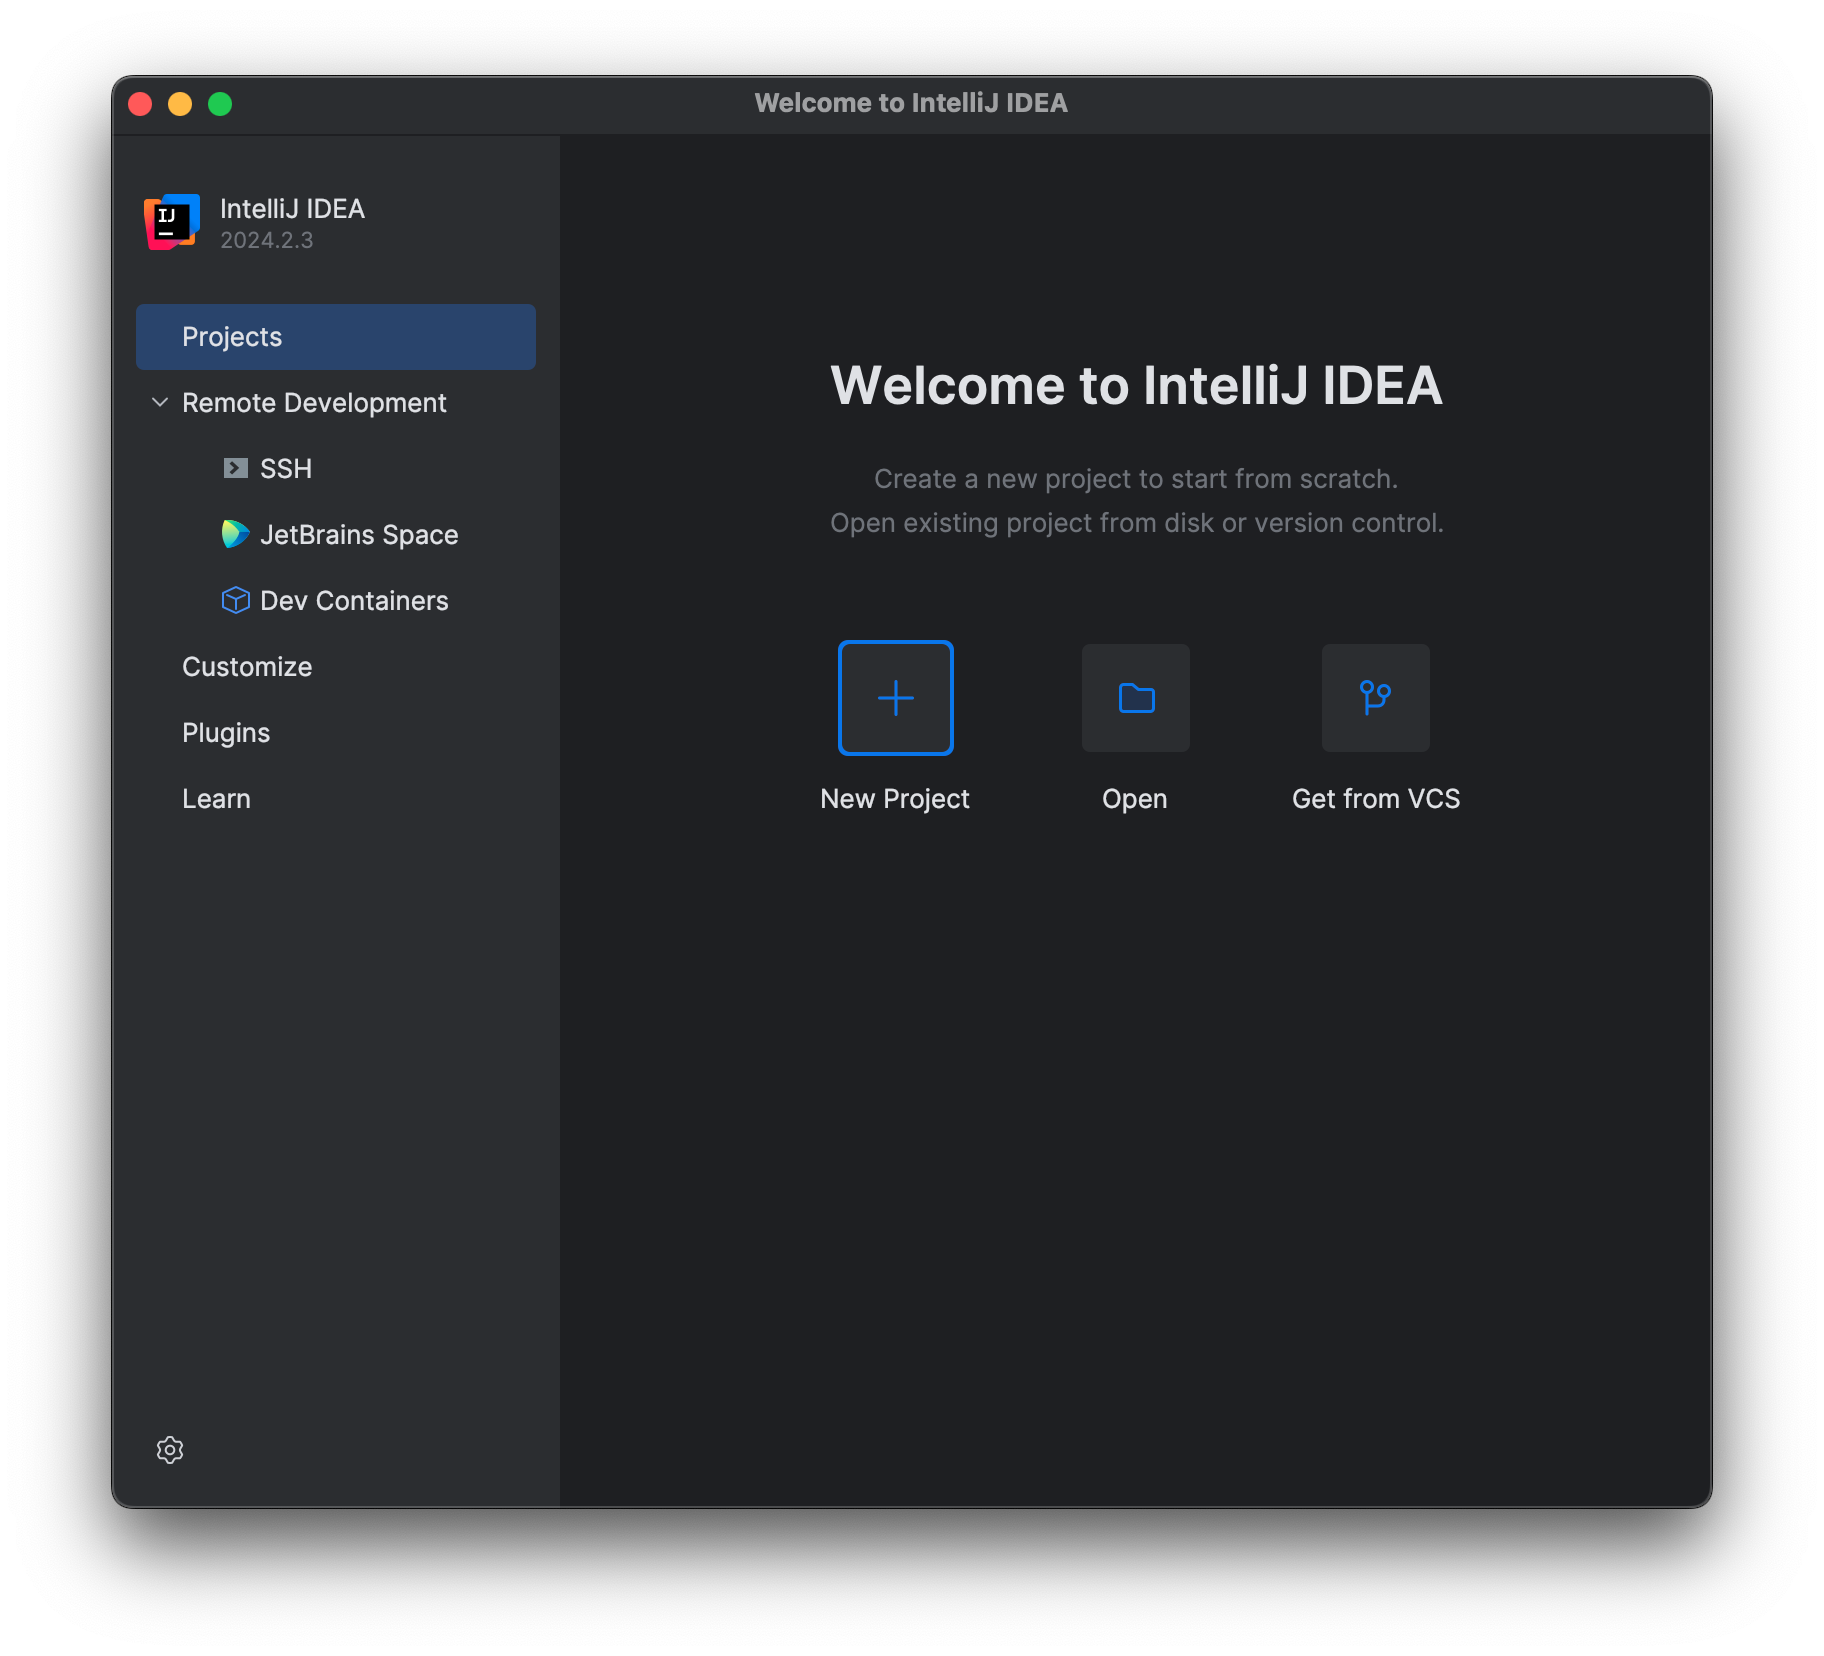 Welcome to IntelliJ IDEA
IJ
IntelliJ IDEA
2024.2.3
Projects
Remote Development
SSH
JetBrains Space
Dev Containers
Customize
Plugins
Learn
Welcome to IntelliJ IDEA
Create a new project to start from scratch.
Open existing project from disk or version control.
New Project
Open
Get from VCS